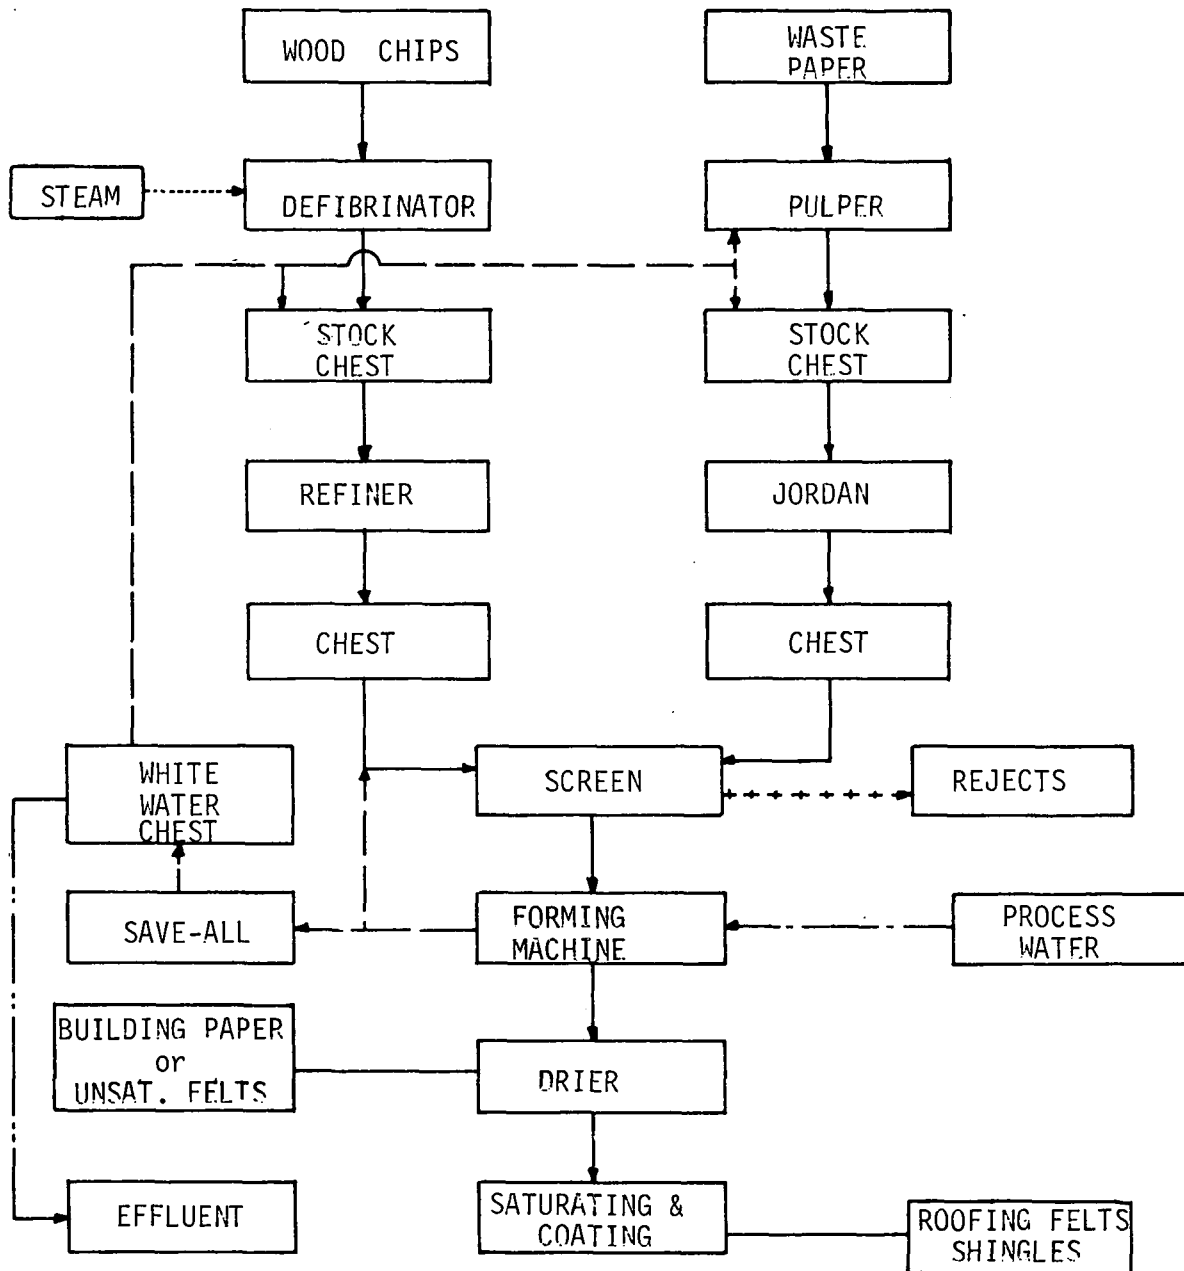 WOOD CHIPS
WASTE
PAPER
STEAM
DEFIBRINATOR
PULPER
STOCK
CHEST
STOCK
CHEST
REFINER
JORDAN
CHEST
CHEST
WHITE
WATER
CHEST
SCREEN
REJECTS
SAVE-ALL
FORMING
MACHINE
PROCESS
WATER
BUILDING PAPER
or
UNSAT. FELTS
DRIER
EFFLUENT
SATURATING &
COATING
ROOFING FELTS
SHINGLES